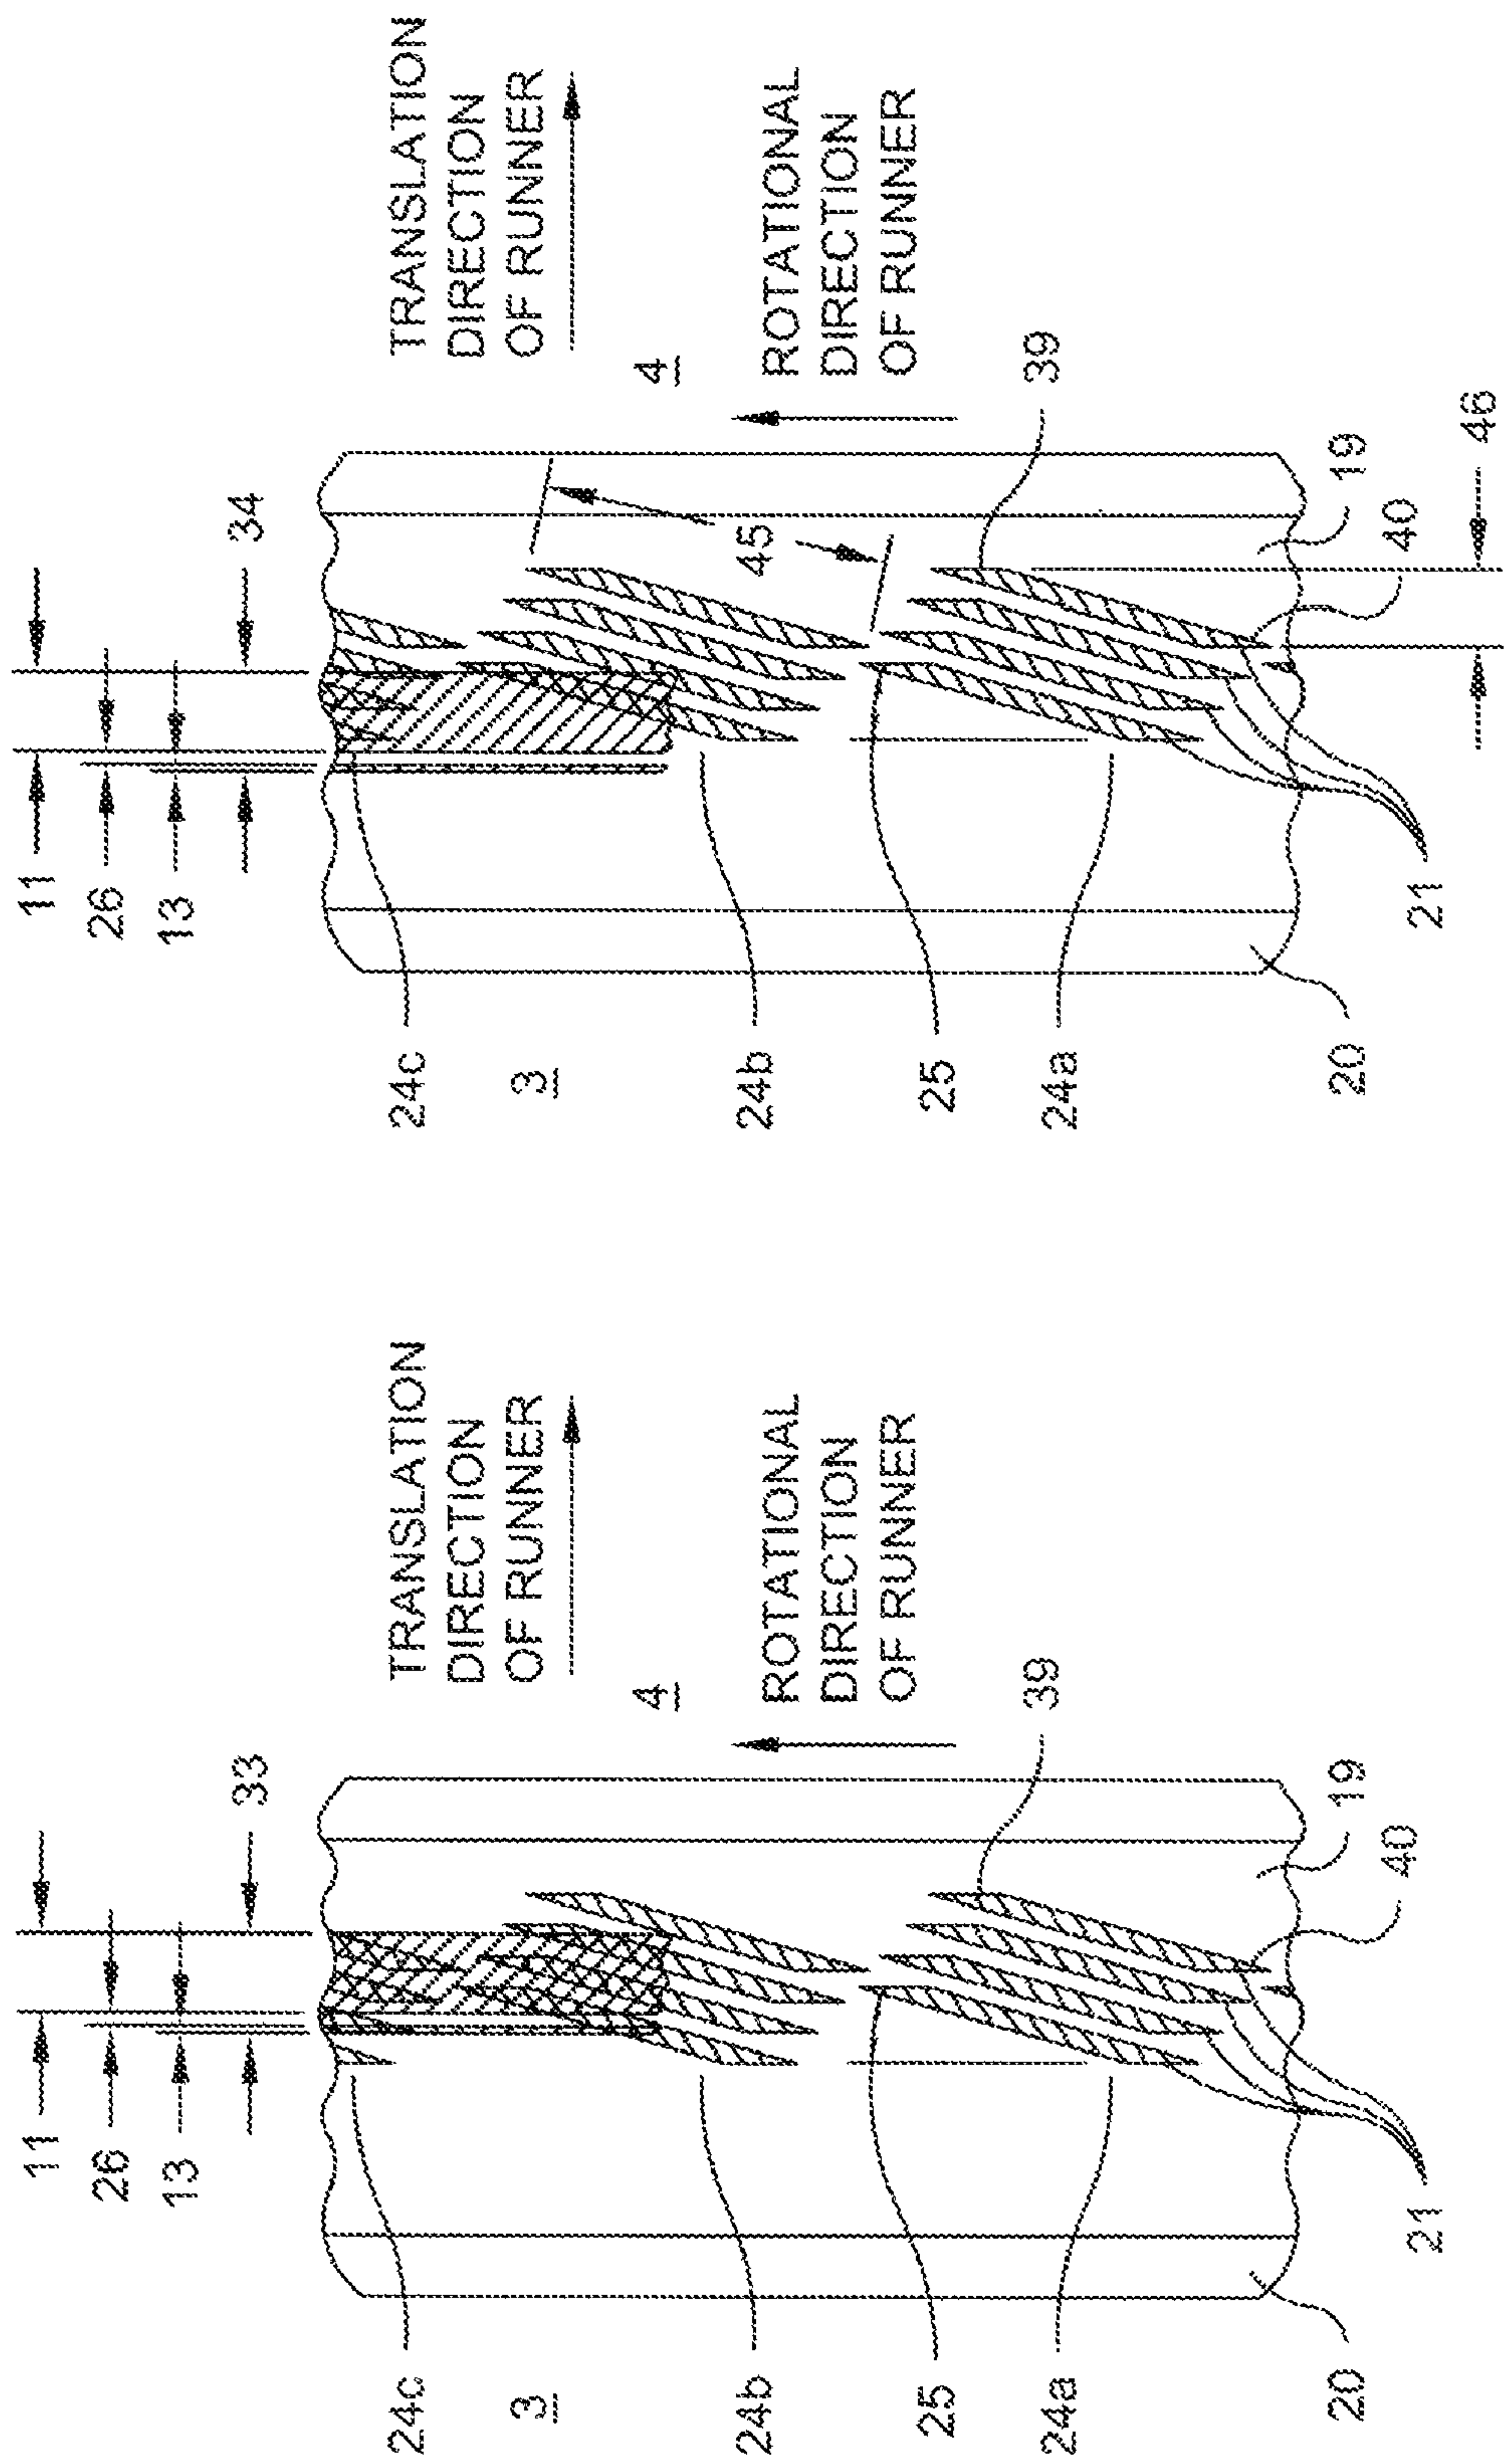 11
26
13
34
TRANSLATION
DIRECTION
OF RUNNER
4
ROTATIONAL
DIRECTION
OF RUNNER
39
45
46
19
40
24c
3
24b
25
24a
20
21
11
26
13
33
TRANSLATION
DIRECTION
OF RUNNER
4
ROTATIONAL
DIRECTION
OF RUNNER
39
19
40
24c
3
24b
25
24a
20
21